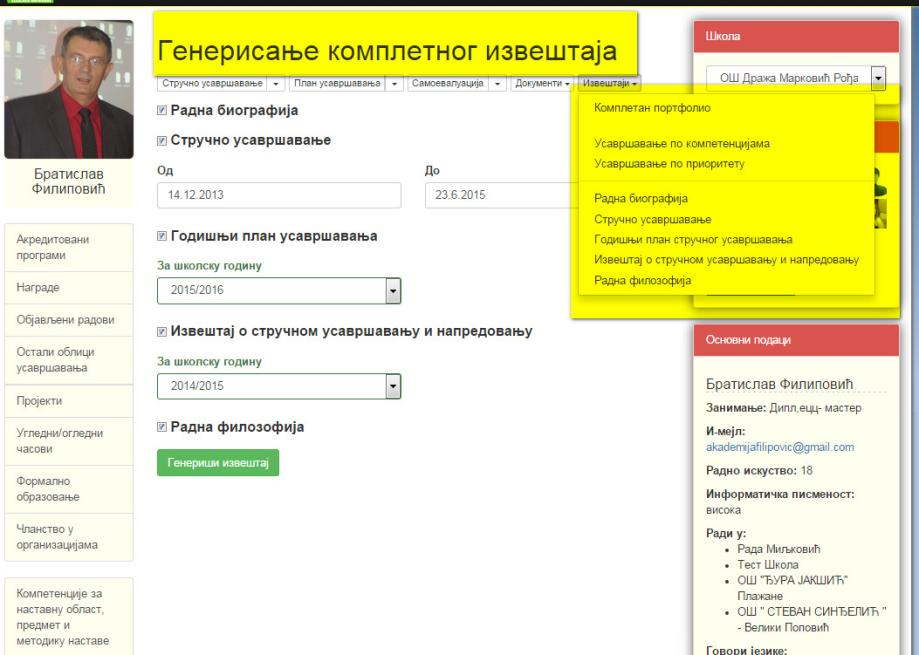 Братислав
Филиповић
Акредитовани
програми
Награде
Објављени радови
Остали облици
усавршавања
Пројекти
Угледни/огледни
часови
Формално
образовање
Чланство у
организацијама
Компетенције за
наставну област,
предмет и
методику наставе
Генерисање комплетног извештаја
Стручно усавршавање
План усавршавања
Самоевалуација
Документи
Извештаји
Радна биографија
Стручно усавршавање
Од
До
14.12.2013
23.6.2015
Годишњи план усавршавања
За школску годину
2015/2016
Извештај о стручном усавршавању и напредовању
За школску годину
2014/2015
Радна филозофија
Генериши извештај
Комплетан портфолио
Усавршавање по компетенцијама
Усавршавање по приоритету
Радна биографија
Стручно усавршавање
Годишњи план стручног усавршавања
Извештај о стручном усавршавању и напредовању
Радна филозофија
Школа
ОШ Дража Марковић Рођа
Основни подаци
Братислав Филиповић
Занимање: Дипл,ецц- мастер
И-мејл:
akademijafilipovic@gmail.com
Радно искуство: 18
Информатичка писменост:
висока
Ради у:
Рада Миљковић
Тест Школа
ОШ "ЂУРА ЈАКШИЋ"
Плажане
ОШ " СТЕВАН СИНЂЕЛИЋ "
- Велики Поповић
Говори језике: